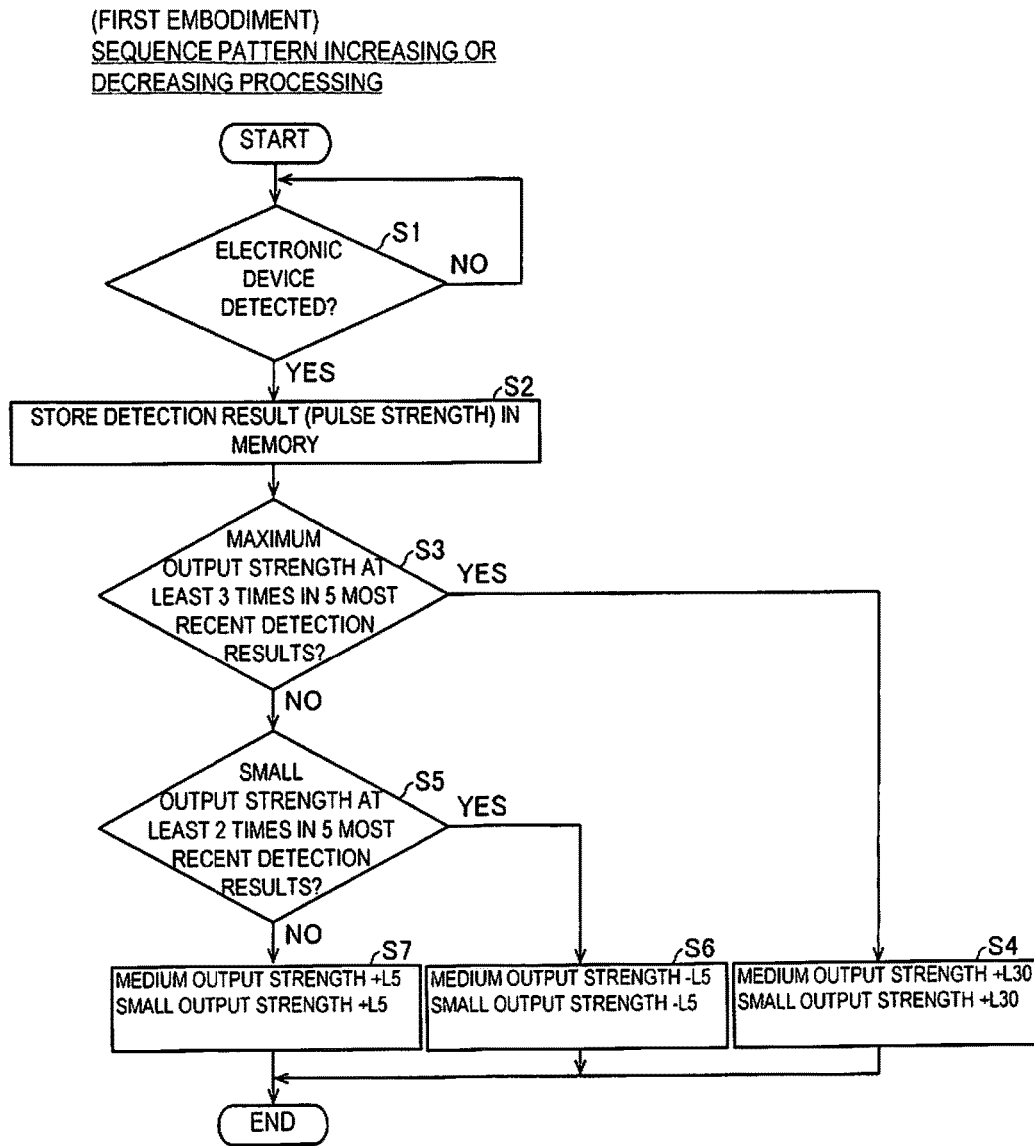 (FIRST EMBODIMENT)
SEQUENCE PATTERN INCREASING OR
DECREASING PROCESSING
START
S1
ELECTRONIC
DEVICE
DETECTED?
NO
YES
S2
STORE DETECTION RESULT (PULSE STRENGTH) IN
MEMORY
S3
MAXIMUM
OUTPUT STRENGTH AT
LEAST 3 TIMES IN 5 MOST
RECENT DETECTION
RESULTS?
YES
NO
S5
SMALL
OUTPUT STRENGTH AT
LEAST 2 TIMES IN 5 MOST
RECENT DETECTION
RESULTS?
YES
NO
S7
MEDIUM OUTPUT STRENGTH +L5
SMALL OUTPUT STRENGTH +L5
S6
MEDIUM OUTPUT STRENGTH -L5
SMALL OUTPUT STRENGTH -L5
S4
MEDIUM OUTPUT STRENGTH +L30
SMALL OUTPUT STRENGTH +L30
END